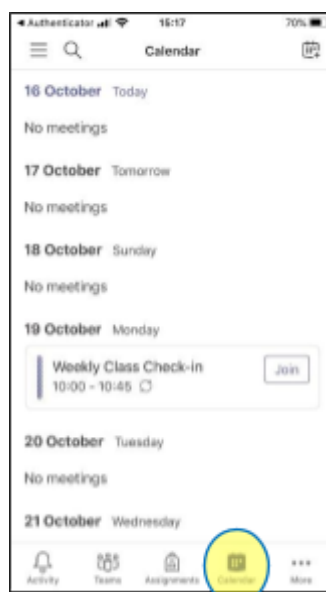 Authenticator 15:17 70%
Calendar
16 October Today
No meetings
17 October Tomorrow
No meetings
18 October Sunday
No meetings
19 October Monday
Weekly Class Check-in
Join
10:00 - 10:45
20 October Tuesday
No meetings
21 October Wednesday
Activity Teams Assignments Calendar More